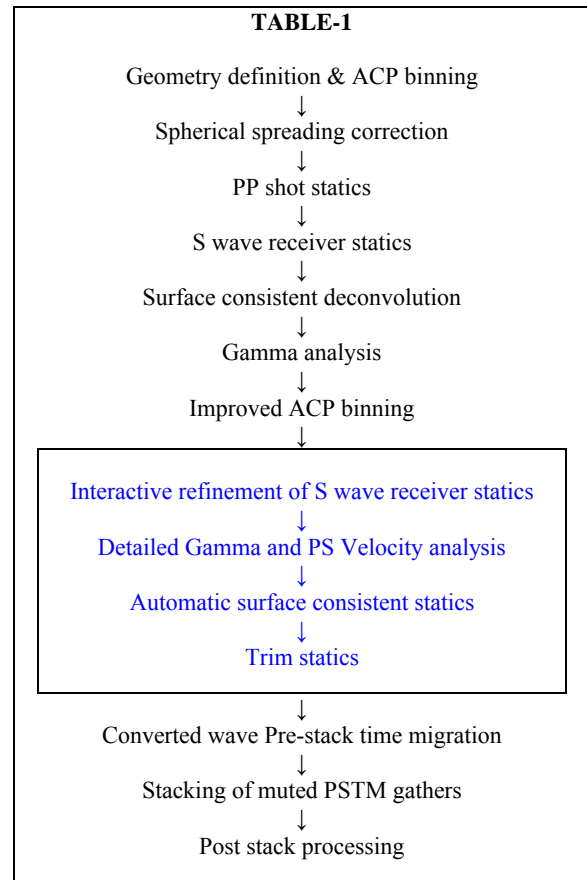 TABLE-1
Geometry definition & ACP binning
↓
Spherical spreading correction
↓
PP shot statics
↓
S wave receiver statics
↓
Surface consistent deconvolution
↓
Gamma analysis
↓
Improved ACP binning
↓
Interactive refinement of S wave receiver statics
↓
Detailed Gamma and PS Velocity analysis
↓
Automatic surface consistent statics
↓
Trim statics
↓
Converted wave Pre-stack time migration
↓
Stacking of muted PSTM gathers
↓
Post stack processing